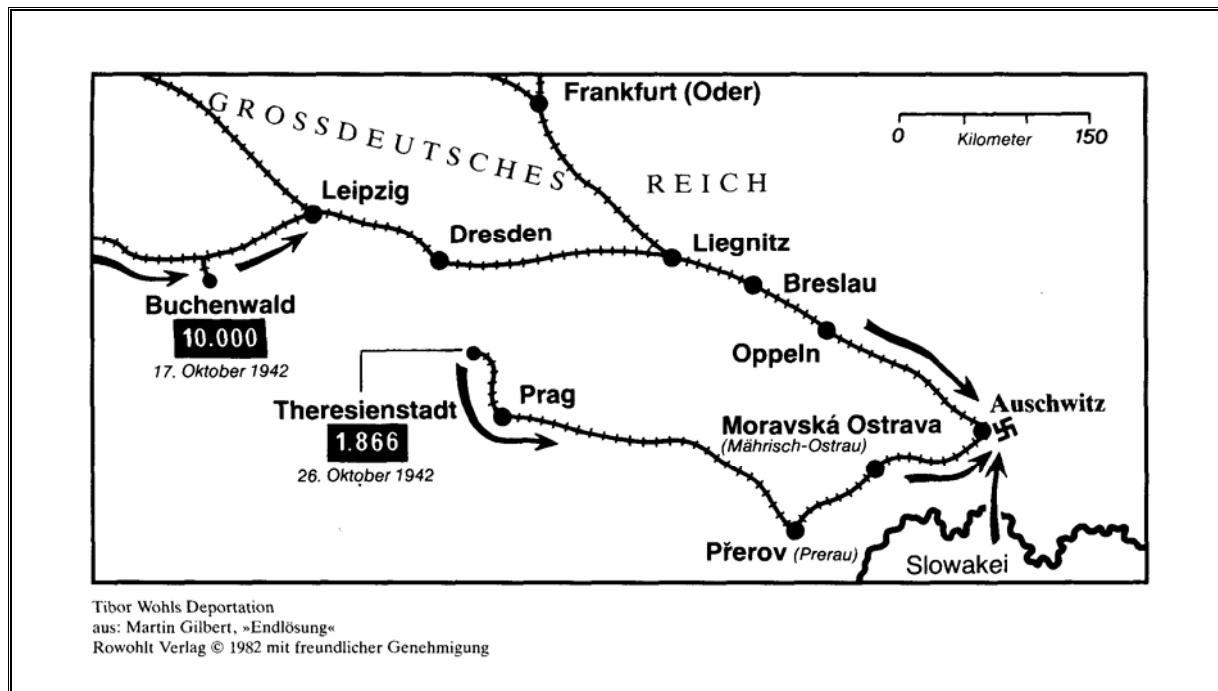 Frankfurt (Oder)
GROSSDEUTSCHES REICH
0 Kilometer 150
Leipzig
Dresden
Liegnitz
Breslau
Buchenwald
10.000
17. Oktober 1942
Oppeln
Theresienstadt
1.866
26. Oktober 1942
Prag
Auschwitz
Moravská Ostrava
(Mährisch-Ostrau)
Přerov (Prerau)
Slowakei
Tibor Wohls Deportation
aus: Martin Gilbert, »Endlösung«
Rowohlt Verlag © 1982 mit freundlicher Genehmigung